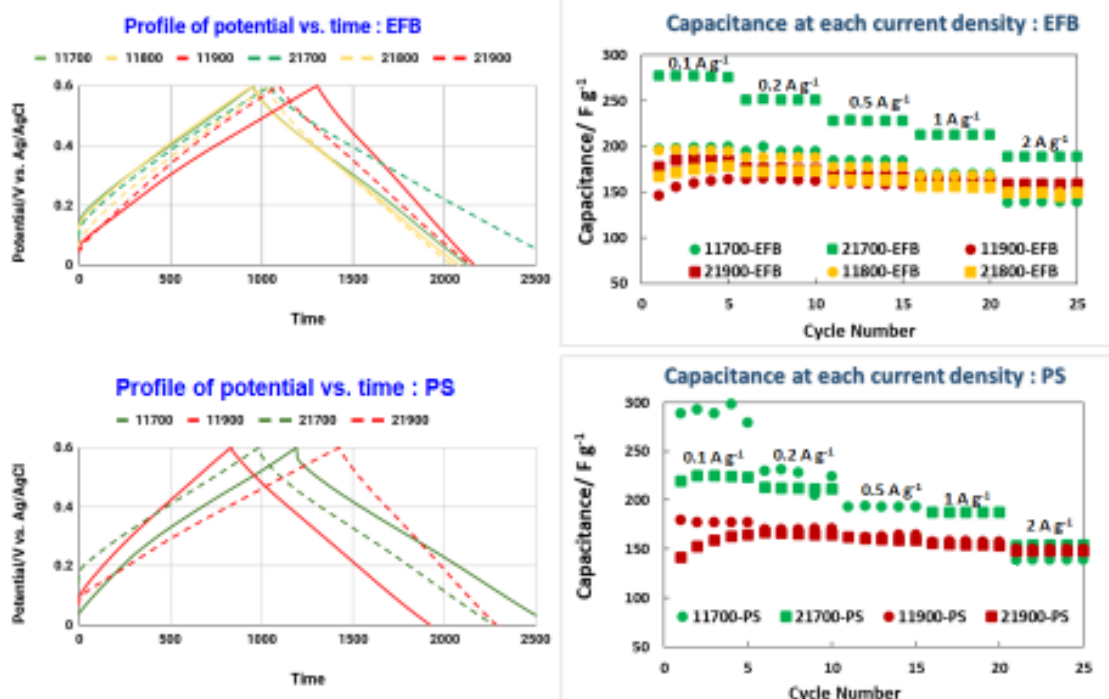 Profile of potential vs. time : EFB
11700 11800 11900 21700 21800 21900
Potential/V vs. Ag/AgCl
0.6
0.4
0.2
0
0 500 1000 1500 2000 2500
Time
Capacitance at each current density : EFB
Capacitance/ F g-1
300
250
200
150
100
50
0.1 A g-1
0.2 A g-1
0.5 A g-1
1 A g-1
2 A g-1
11700-EFB 21700-EFB 11900-EFB
21900-EFB 11800-EFB 21800-EFB
0 5 10 15 20 25
Cycle Number
Profile of potential vs. time : PS
11700 11900 21700 21900
Potential/V vs. Ag/AgCl
0.6
0.4
0.2
0
0 500 1000 1500 2000 2500
Time
Capacitance at each current density : PS
Capacitance/ F g-1
300
250
200
150
100
50
0.1 A g-1
0.2 A g-1
0.5 A g-1
1 A g-1
2 A g-1
11700-PS 21700-PS 11900-PS 21900-PS
0 5 10 15 20 25
Cycle Number